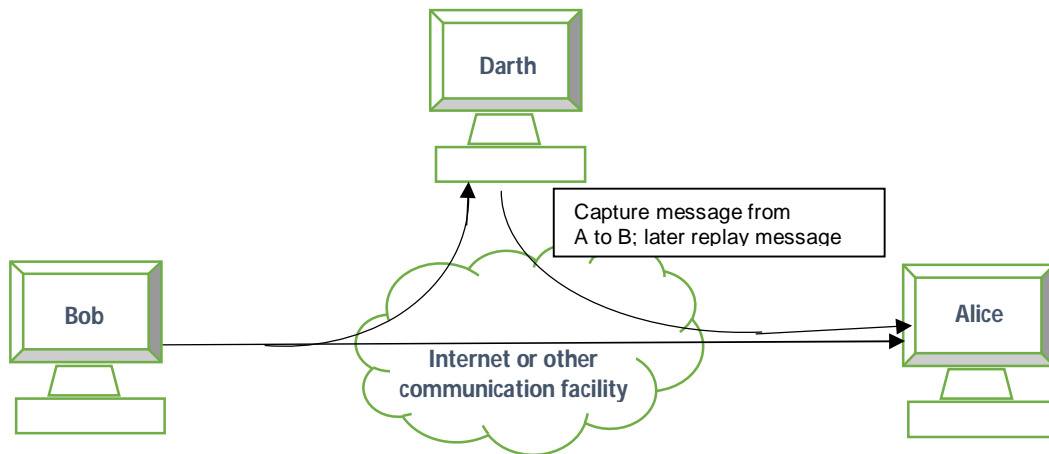 Darth
Capture message from
A to B; later replay message
Bob
Alice
Internet or other
communication facility